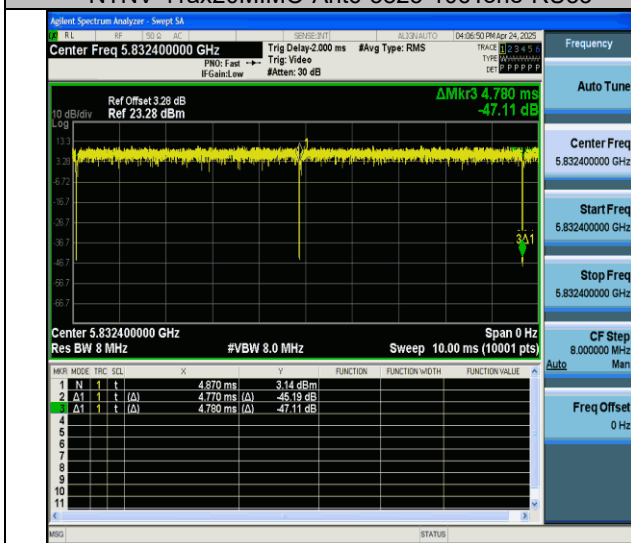 Agilent Spectrum Analyzer - Swept SA
RL RF 50 Ω AC SENSE:INT ALIGNAUTO 04:06:50 PM Apr 24, 2025
Center Freq 5.832400000 GHz Trig Delay-2.000 ms #Avg Type: RMS TRACE 1 2 3 4 5 6
PNO: Fast Trig: Video TYPE
IFGain:Low #Atten: 30 dB DET P P P P P P
ΔMkr3 4.780 ms
-47.11 dB
Ref Offset 3.28 dB
10 dB/div Ref 23.28 dBm
Log
13.3
3.28
-6.72
-16.7
-26.7
-36.7
-46.7
-56.7
-66.7
3Δ1
Center 5.832400000 GHz Span 0 Hz
Res BW 8 MHz #VBW 8.0 MHz Sweep 10.00 ms (10001 pts)
MKR MODE TRC SCL X Y FUNCTION FUNCTION WIDTH FUNCTION VALUE
1 N 1 t 4.870 ms 3.14 dBm
2 Δ1 1 t (Δ) 4.770 ms (Δ) -45.19 dB
3 Δ1 1 t (Δ) 4.780 ms (Δ) -47.11 dB
4
5
6
7
8
9
10
11
MSG STATUS
Frequency
Auto Tune
Center Freq
5.832400000 GHz
Start Freq
5.832400000 GHz
Stop Freq
5.832400000 GHz
CF Step
8.000000 MHz
Auto Man
Freq Offset
0 Hz